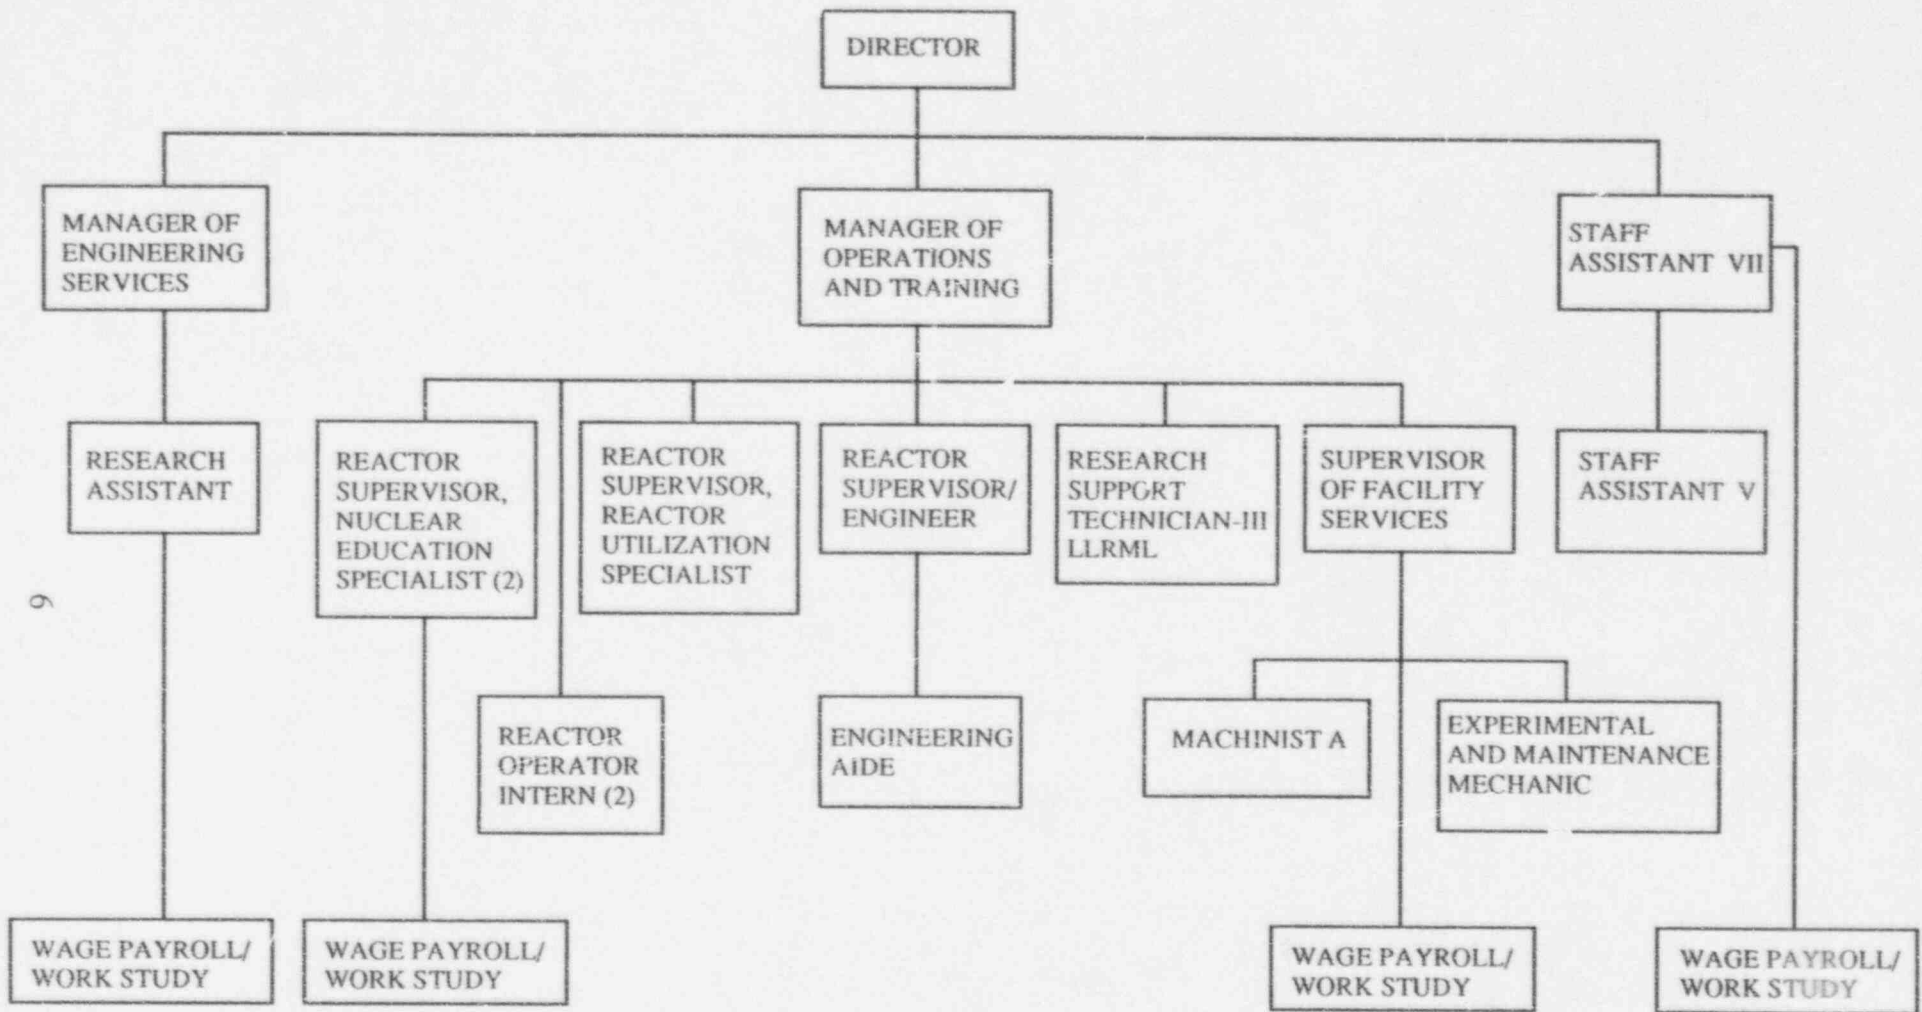 DIRECTOR
MANAGER OF
ENGINEERING
SERVICES
MANAGER OF
OPERATIONS
AND TRAINING
STAFF
ASSISTANT VII
RESEARCH
ASSISTANT
REACTOR
SUPERVISOR,
NUCLEAR
EDUCATION
SPECIALIST (2)
REACTOR
SUPERVISOR,
REACTOR
UTILIZATION
SPECIALIST
REACTOR
SUPERVISOR/
ENGINEER
RESEARCH
SUPPORT
TECHNICIAN-III
LLRML
SUPERVISOR
OF FACILITY
SERVICES
STAFF
ASSISTANT V
REACTOR
OPERATOR
INTERN (2)
ENGINEERING
AIDE
MACHINIST A
EXPERIMENTAL
AND MAINTENANCE
MECHANIC
WAGE PAYROLL/
WORK STUDY
WAGE PAYROLL/
WORK STUDY
WAGE PAYROLL/
WORK STUDY
WAGE PAYROLL/
WORK STUDY
9